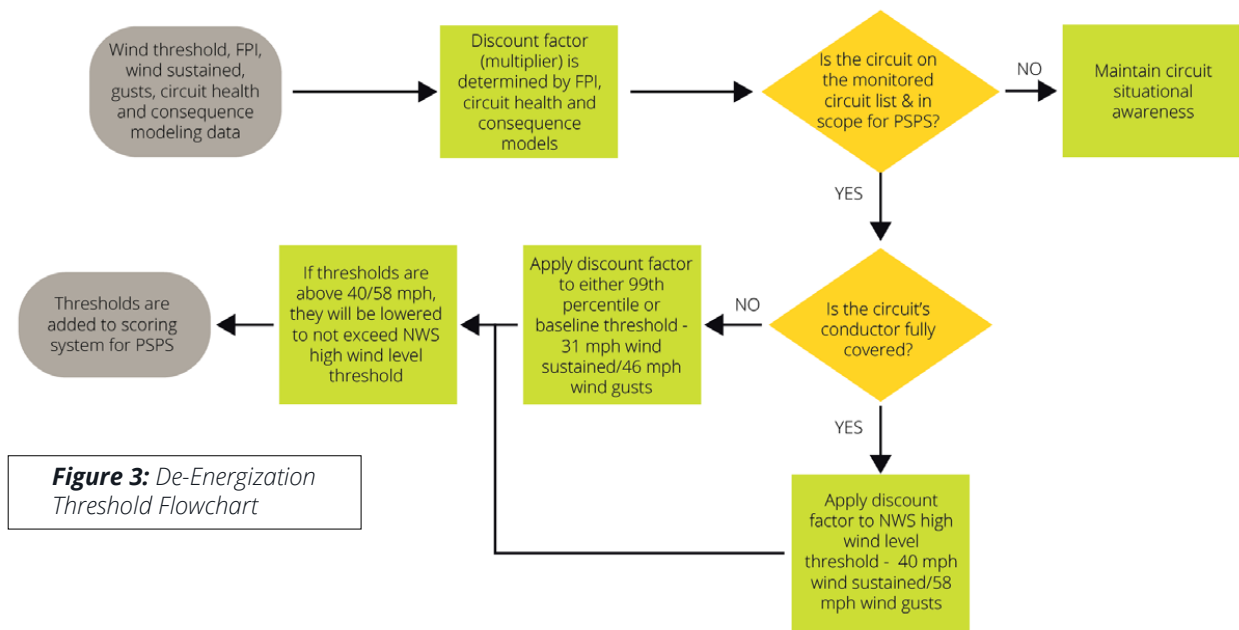 Wind threshold, FPI,
wind sustained,
gusts, circuit health
and consequence
modeling data
Discount factor
(multiplier) is
determined by FPI,
circuit health and
consequence
models
Is the circuit on
the monitored
circuit list & in
scope for PSPS?
NO
Maintain circuit
situational
awareness
YES
Is the circuit's
conductor fully
covered?
NO
Apply discount factor
to either 99th
percentile or
baseline threshold -
31 mph wind
sustained/46 mph
wind gusts
If thresholds are
above 40/58 mph,
they will be lowered
to not exceed NWS
high wind level
threshold
Thresholds are
added to scoring
system for PSPS
YES
Apply discount
factor to NWS high
wind level
threshold - 40 mph
wind sustained/58
mph wind gusts
Figure 3: De-Energization
Threshold Flowchart